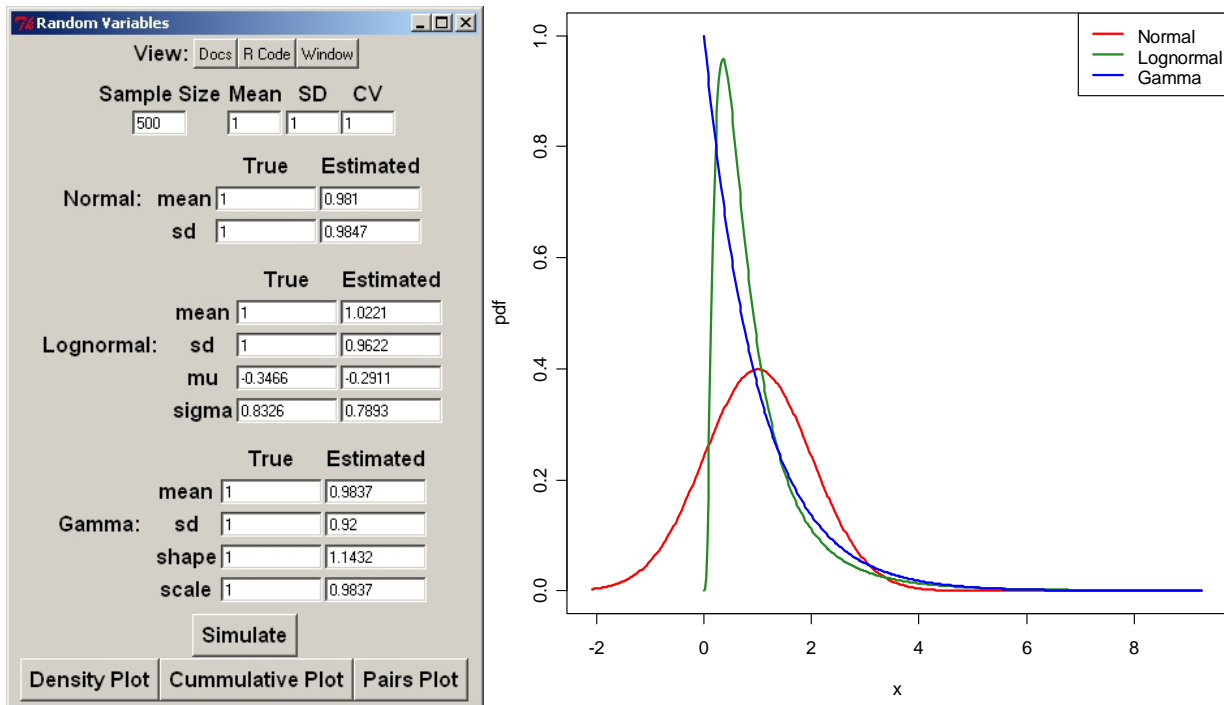 Random Variables
View: Docs R Code Window
Sample Size Mean SD CV
500 1 1 1
True Estimated
Normal: mean 1 0.981
sd 1 0.9847
True Estimated
mean 1 1.0221
Lognormal: sd 1 0.9622
mu -0.3466 -0.2911
sigma 0.8326 0.7893
True Estimated
mean 1 0.9837
Gamma: sd 1 0.92
shape 1 1.1432
scale 1 0.9837
Simulate
Density Plot Cummulative Plot Pairs Plot
Normal
Lognormal
Gamma
pdf
1.0
0.8
0.6
0.4
0.2
0.0
-2 0 2 4 6 8
x